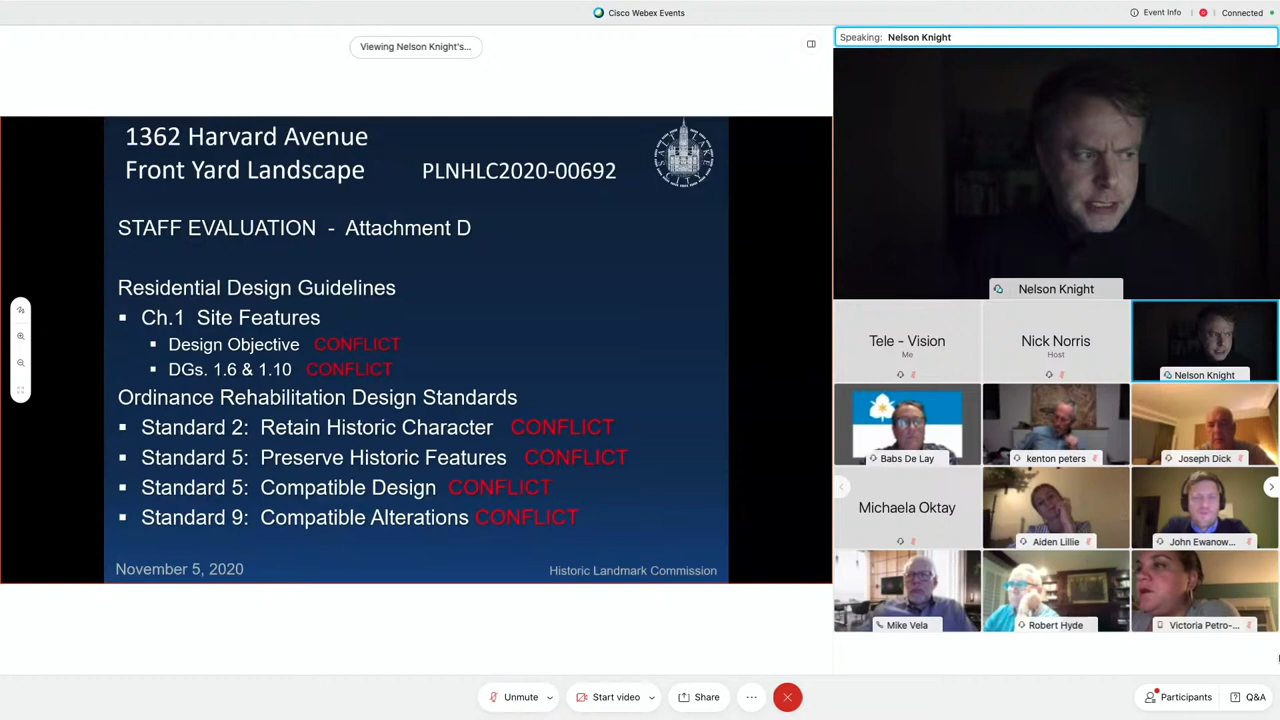 Cisco Webex Events
Event Info
Connected
Viewing Nelson Knight's...
Speaking: Nelson Knight
1362 Harvard Avenue
Front Yard Landscape PLNHLC2020-00692
STAFF EVALUATION - Attachment D
Residential Design Guidelines
Ch.1 Site Features
Design Objective CONFLICT
DGs. 1.6 & 1.10 CONFLICT
Ordinance Rehabilitation Design Standards
Standard 2: Retain Historic Character CONFLICT
Standard 5: Preserve Historic Features CONFLICT
Standard 5: Compatible Design CONFLICT
Standard 9: Compatible Alterations CONFLICT
November 5, 2020
Historic Landmark Commission
Nelson Knight
Tele - Vision
Me
Nick Norris
Host
Nelson Knight
Babs De Lay
kenton peters
Joseph Dick
Michaela Oktay
Aiden Lillie
John Ewanow...
Mike Vela
Robert Hyde
Victoria Petro-...
Unmute
Start video
Share
Participants
Q&A